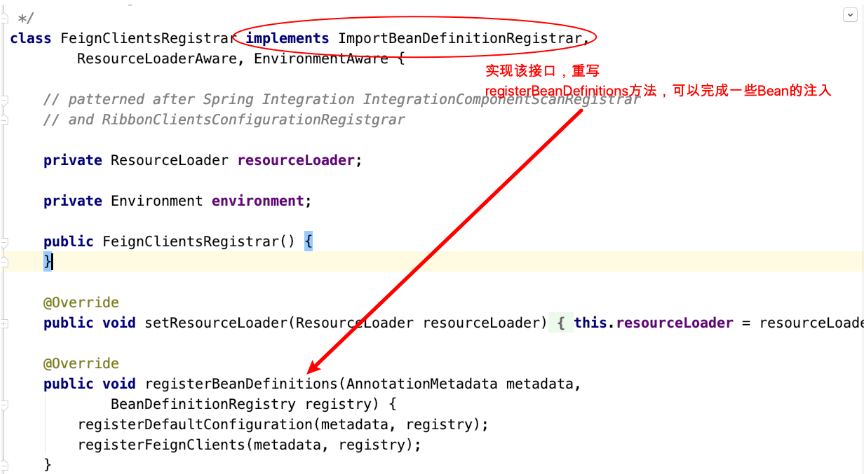 */
class FeignClientsRegistrar implements ImportBeanDefinitionRegistrar,
ResourceLoaderAware, EnvironmentAware {
实现该接口，重写
registerBeanDefinitions方法，可以完成一些Bean的注入
// patterned after Spring Integration IntegrationComponentScanRegistrar
// and RibbonClientsConfigurationRegistgrar
private ResourceLoader resourceLoader;
private Environment environment;
public FeignClientsRegistrar() {
}
@Override
public void setResourceLoader(ResourceLoader resourceLoader) { this.resourceLoader = resourceLoade
@Override
public void registerBeanDefinitions(AnnotationMetadata metadata,
BeanDefinitionRegistry registry) {
registerDefaultConfiguration(metadata, registry);
registerFeignClients(metadata, registry);
}